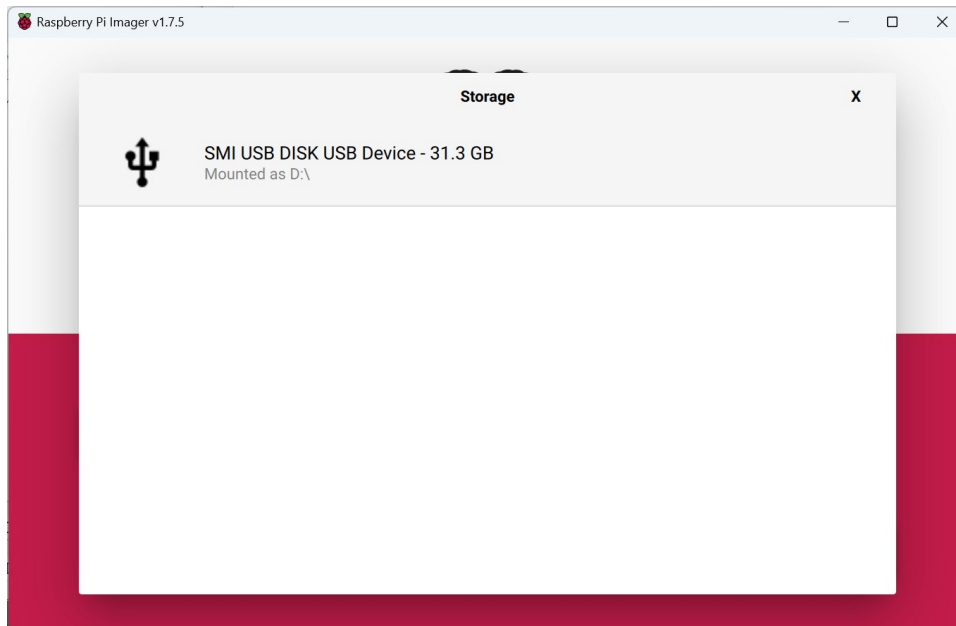 Raspberry Pi Imager v1.7.5
Storage
X
SMI USB DISK USB Device - 31.3 GB
Mounted as D:\